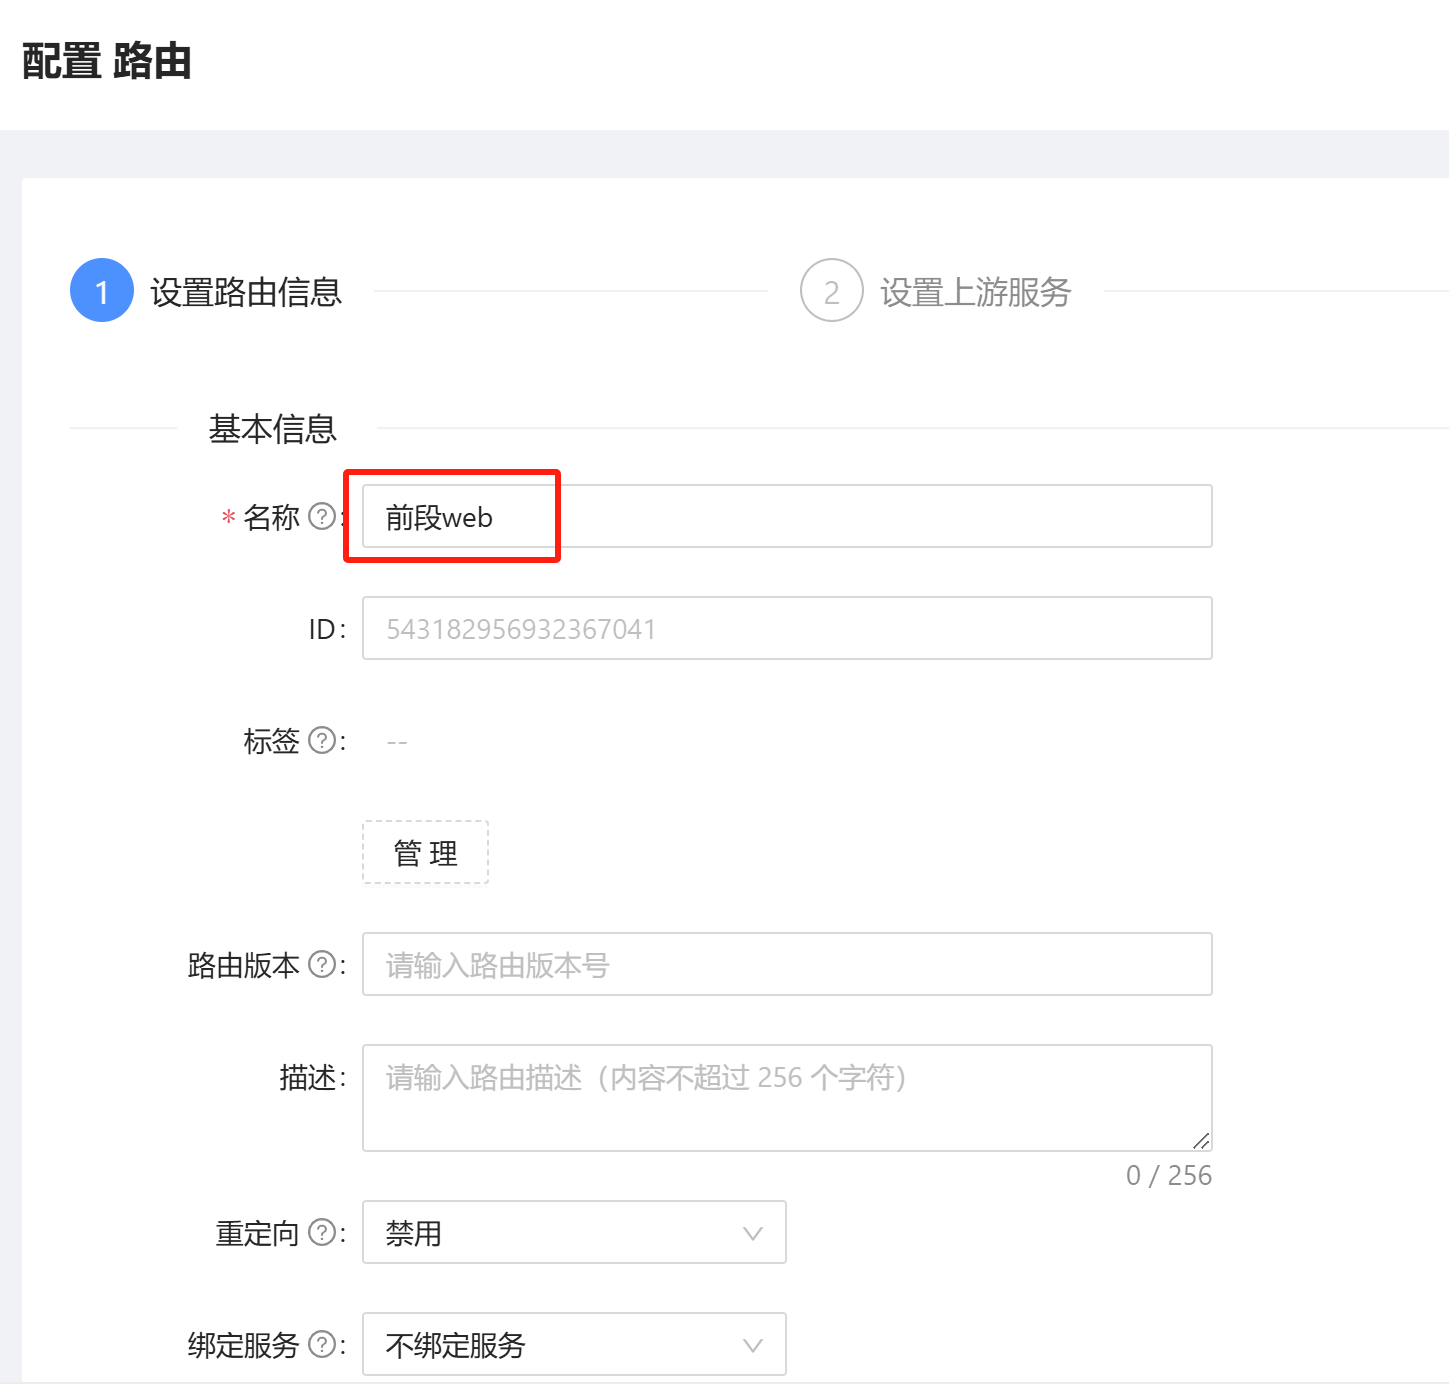 配置 路由
1 设置路由信息 2 设置上游服务
基本信息
* 名称 ? : 前段web
ID : 543182956932367041
标签 ? : --
管 理
路由版本 ? : 请输入路由版本号
描述 : 请输入路由描述（内容不超过 256 个字符）
0 / 256
重定向 ? : 禁用
绑定服务 ? : 不绑定服务